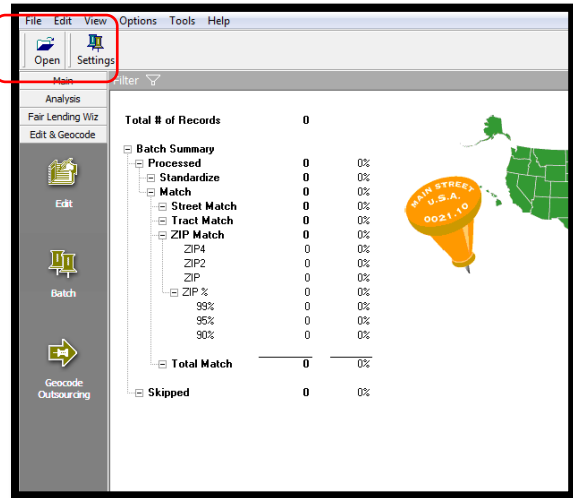 File Edit View Options Tools Help
Open Settings
Main
Filter
Analysis
Fair Lending Wiz
Edit & Geocode
Edit
Batch
Geocode
Outsourcing
Total # of Records 0
Batch Summary
Processed 0 0%
Standardize 0 0%
Match 0 0%
Street Match 0 0%
Tract Match 0 0%
ZIP Match 0 0%
ZIP4 0 0%
ZIP2 0 0%
ZIP 0 0%
ZIP % 0 0%
99% 0 0%
95% 0 0%
90% 0 0%
Total Match 0 0%
Skipped 0 0%
MAIN STREET
U.S.A.
0021.10